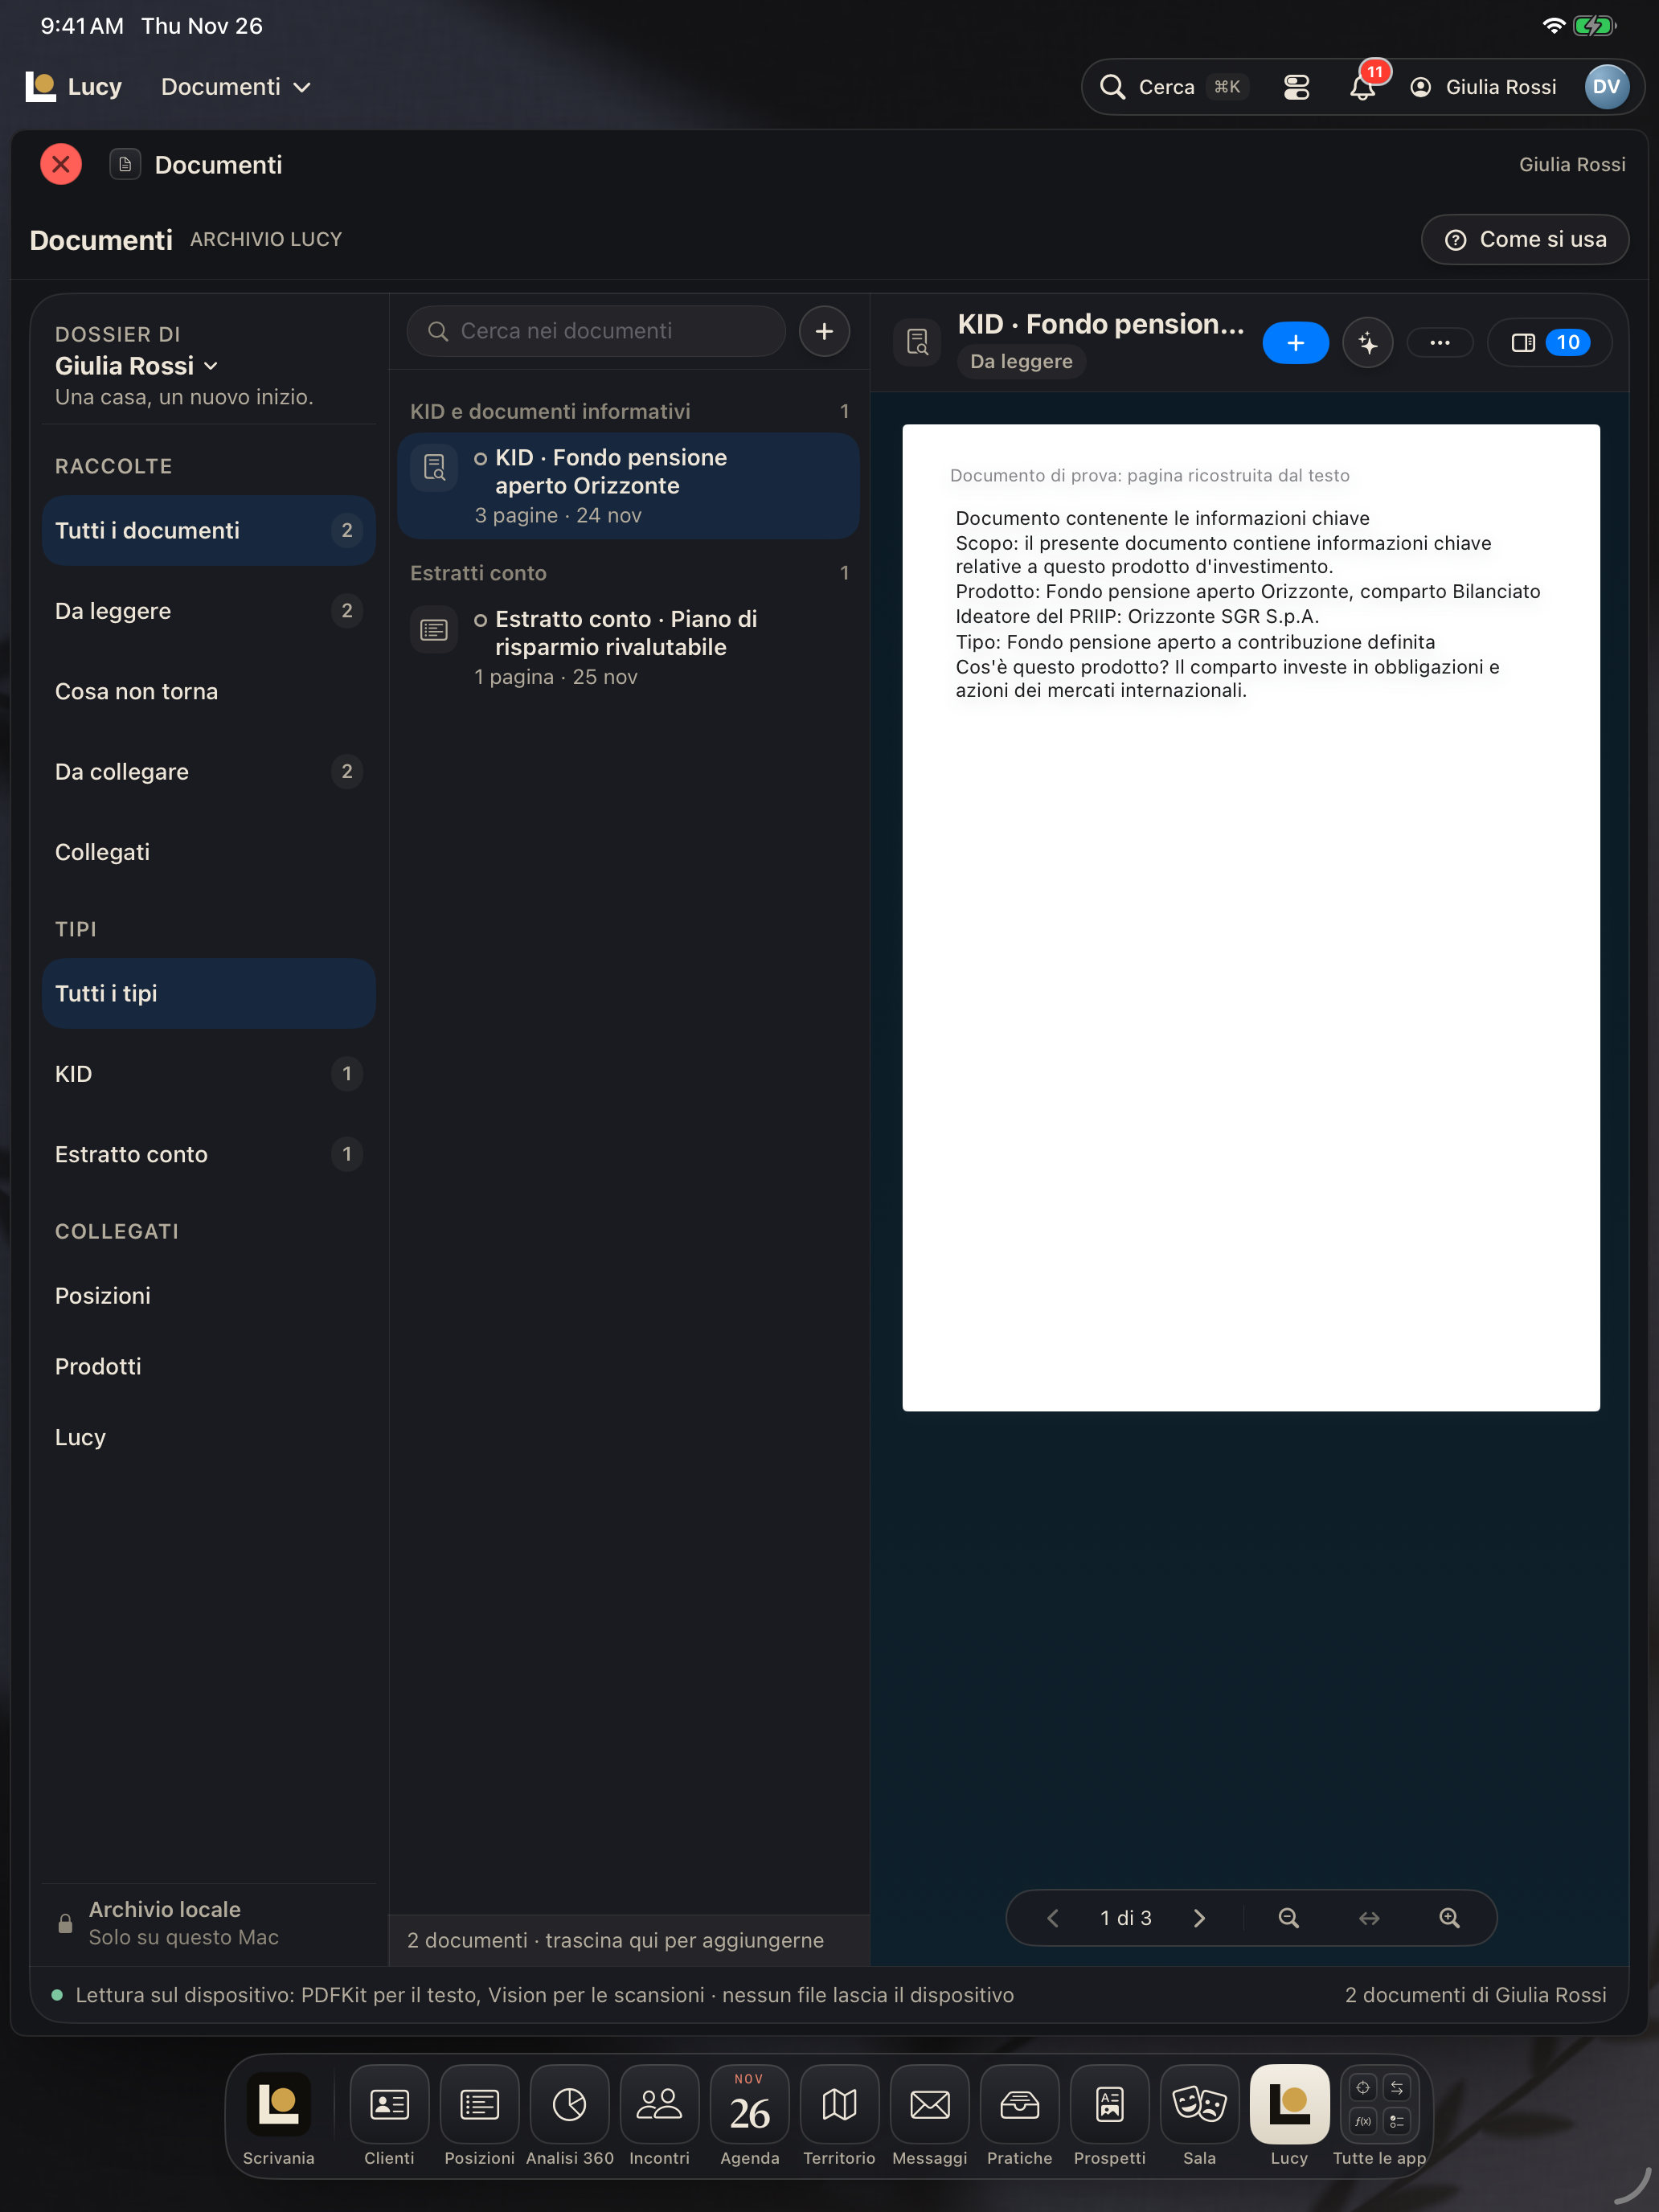 9:41 AM Thu Nov 26
Lucy
Documenti
Cerca ⌘K
11
Giulia Rossi
DV
Documenti
Giulia Rossi
Documenti ARCHIVIO LUCY
Come si usa
DOSSIER DI
Giulia Rossi
Una casa, un nuovo inizio.
RACCOLTE
Tutti i documenti 2
Da leggere 2
Cosa non torna
Da collegare 2
Collegati
TIPI
Tutti i tipi
KID 1
Estratto conto 1
COLLEGATI
Posizioni
Prodotti
Lucy
Archivio locale
Solo su questo Mac
Cerca nei documenti
KID e documenti informativi 1
KID · Fondo pensione
aperto Orizzonte
3 pagine · 24 nov
Estratti conto 1
Estratto conto · Piano di
risparmio rivalutabile
1 pagina · 25 nov
2 documenti · trascina qui per aggiungerne
KID · Fondo pension...
Da leggere
10
Documento di prova: pagina ricostruita dal testo
Documento contenente le informazioni chiave
Scopo: il presente documento contiene informazioni chiave
relative a questo prodotto d'investimento.
Prodotto: Fondo pensione aperto Orizzonte, comparto Bilanciato
Ideatore del PRIIP: Orizzonte SGR S.p.A.
Tipo: Fondo pensione aperto a contribuzione definita
Cos'è questo prodotto? Il comparto investe in obbligazioni e
azioni dei mercati internazionali.
1 di 3
Lettura sul dispositivo: PDFKit per il testo, Vision per le scansioni · nessun file lascia il dispositivo
2 documenti di Giulia Rossi
NOV
26
f(x)
Scrivania
Clienti
Posizioni
Analisi 360
Incontri
Agenda
Territorio
Messaggi
Pratiche
Prospetti
Sala
Lucy
Tutte le app